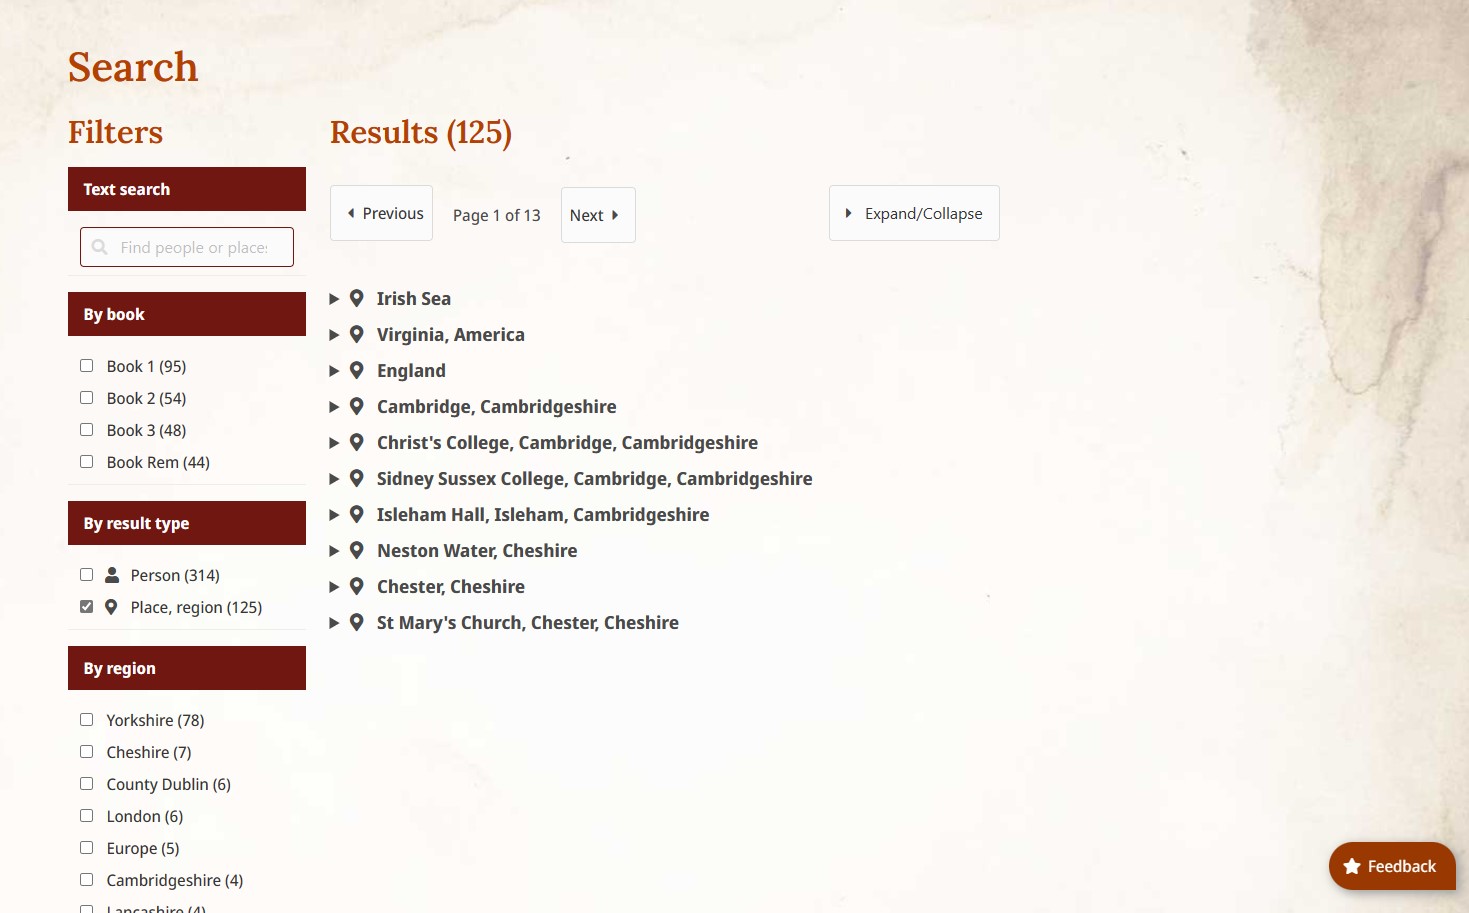 Search
Filters
Text search
Find people or places
By book
Book 1 (95)
Book 2 (54)
Book 3 (48)
Book Rem (44)
By result type
Person (314)
Place, region (125)
By region
Yorkshire (78)
Cheshire (7)
County Dublin (6)
London (6)
Europe (5)
Cambridgeshire (4)
Lancashire (4)
Results (125)
Previous
Page 1 of 13
Next
Expand/Collapse
Irish Sea
Virginia, America
England
Cambridge, Cambridgeshire
Christ's College, Cambridge, Cambridgeshire
Sidney Sussex College, Cambridge, Cambridgeshire
Isleham Hall, Isleham, Cambridgeshire
Neston Water, Cheshire
Chester, Cheshire
St Mary's Church, Chester, Cheshire
Feedback